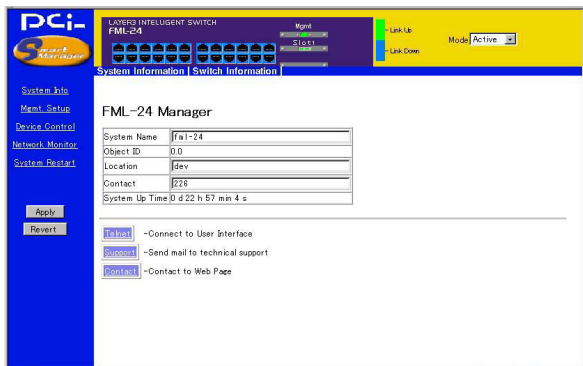 PCi-
Smart
Manager
LAYER3 INTELLIGENT SWITCH
FML-24
Mgmt
Slot1
- Link Up
- Link Down
Mode Active
System Information | Switch Information |
System Info
Mgmt. Setup
Device Control
Network Monitor
System Restart
Apply
Revert
FML-24 Manager
System Name fml-24
Object ID 0.0
Location dev
Contact 226
System Up Time 0 d 22 h 57 min 4 s
Telnet -Connect to User Interface
Support -Send mail to technical support
Contact -Contact to Web Page